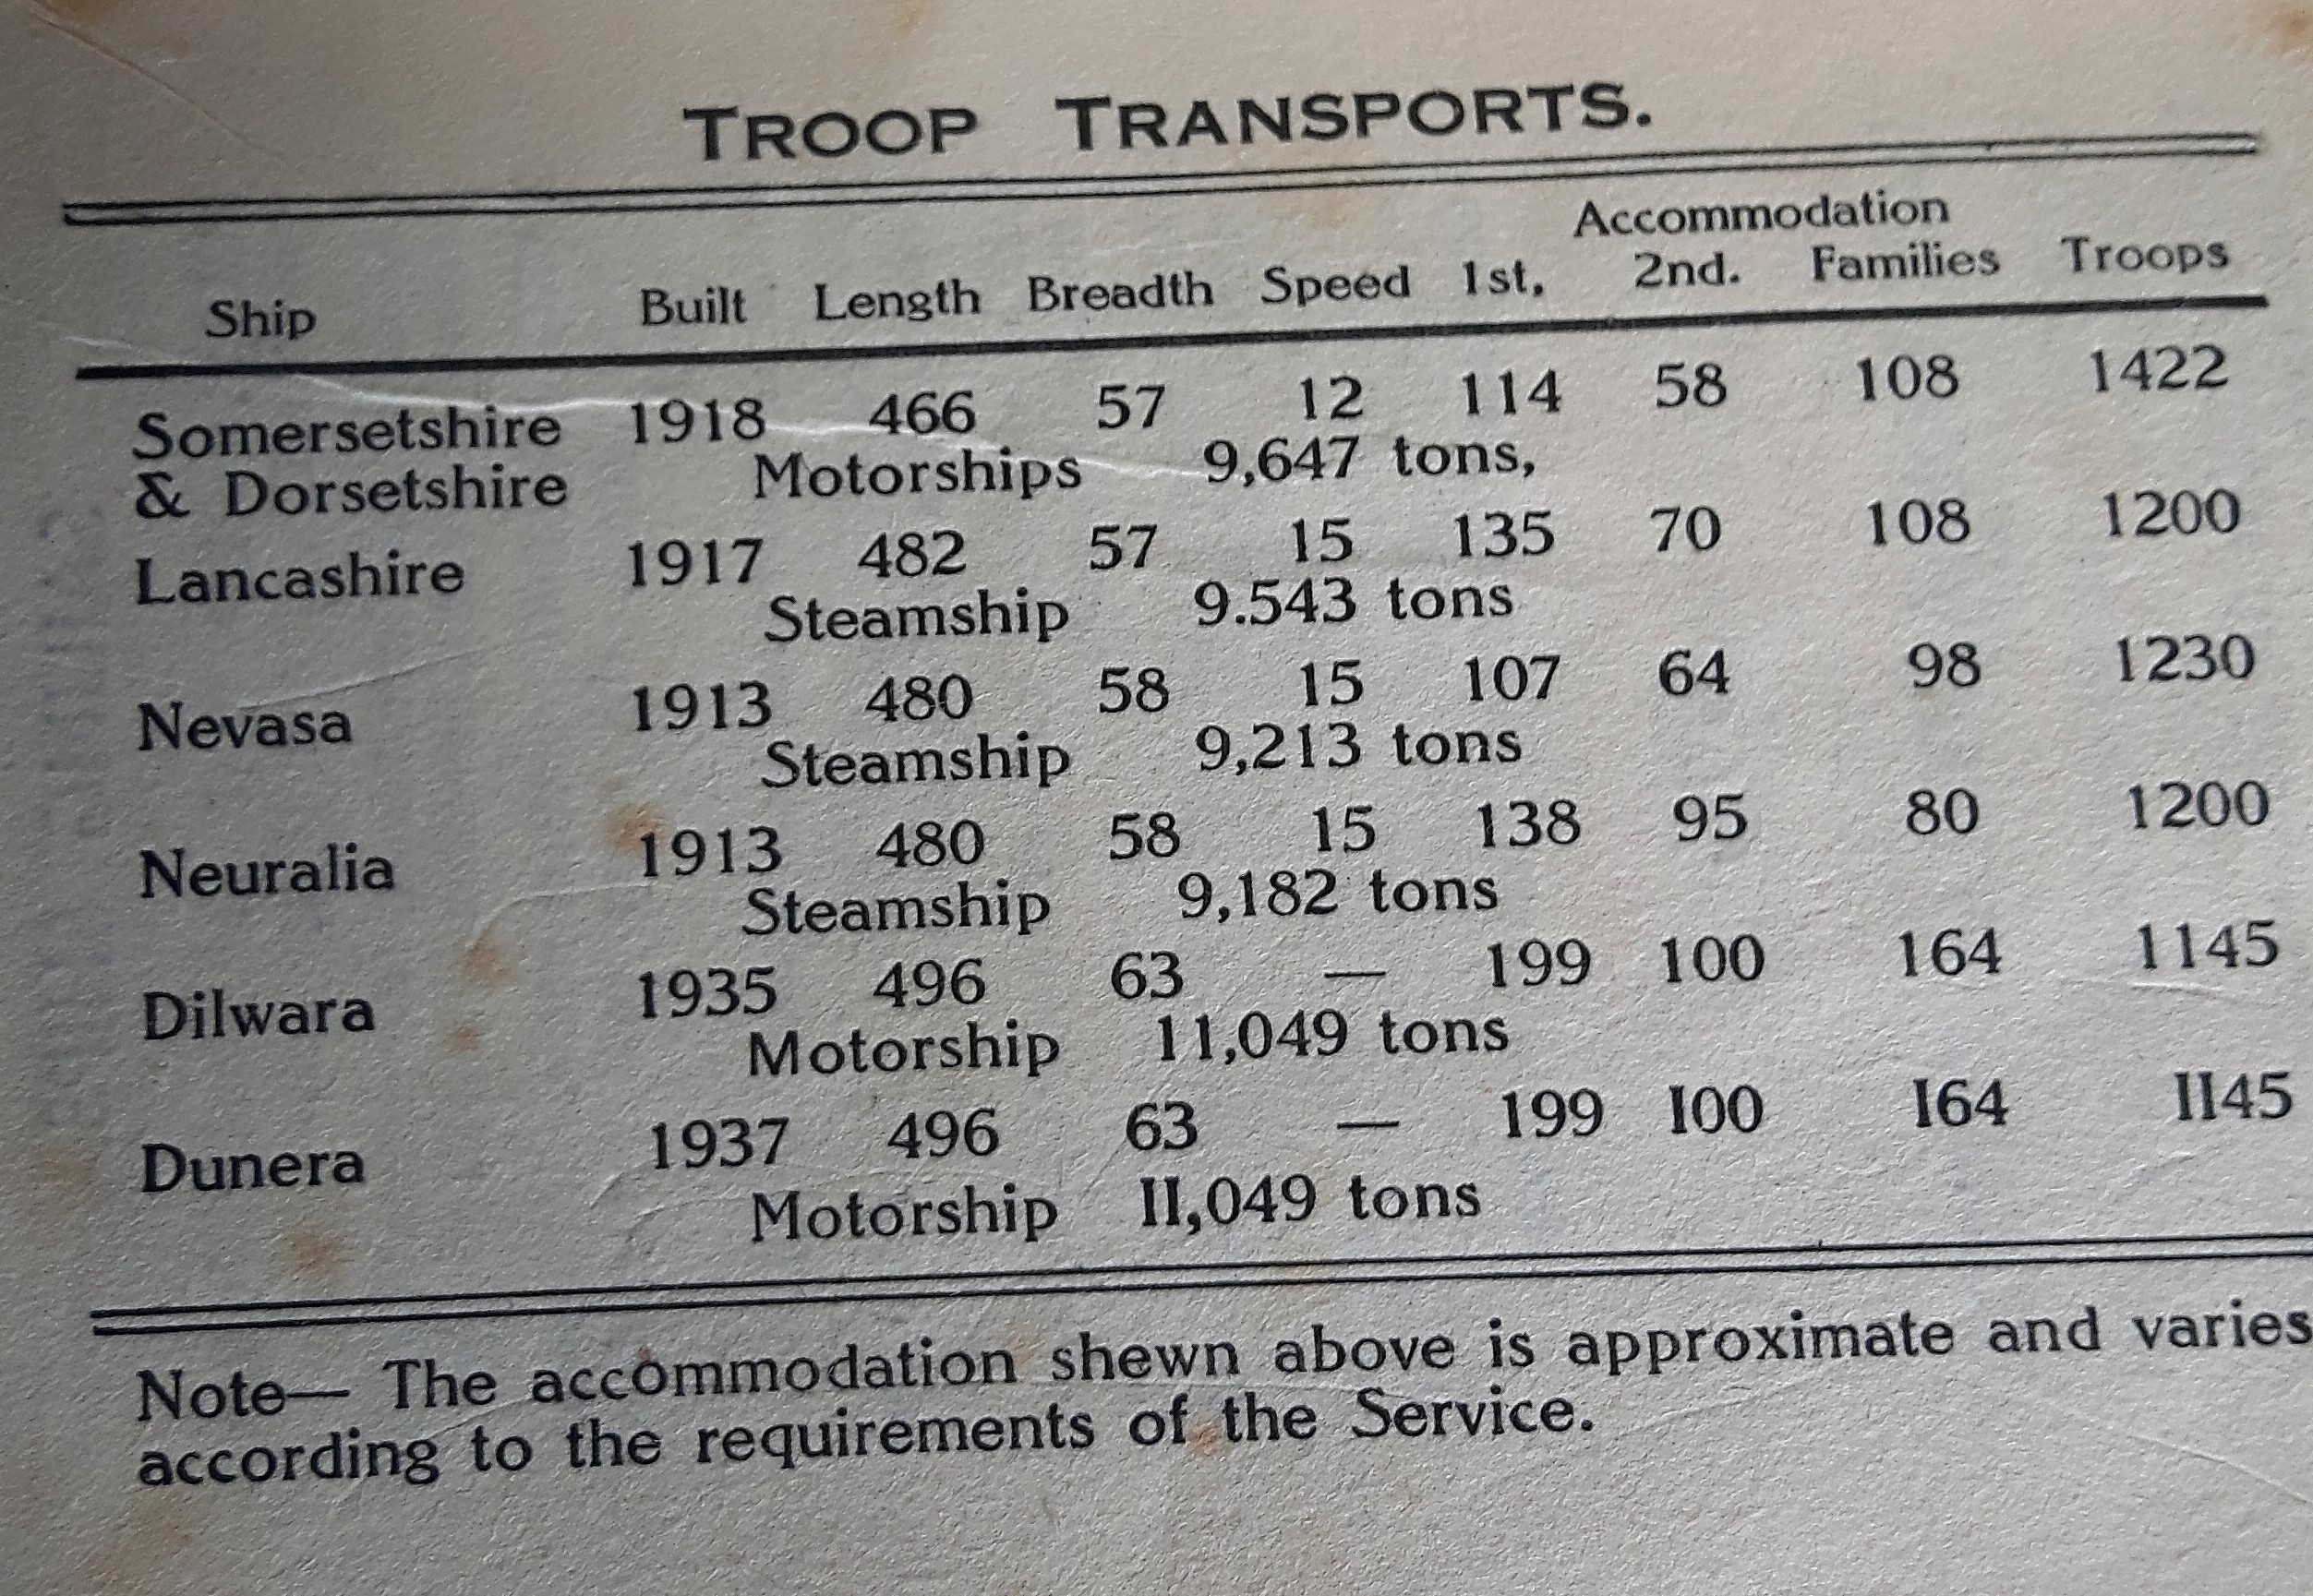 TROOP TRANSPORTS.
Accommodation
Ship Built Length Breadth Speed 1st, 2nd. Families Troops
Somersetshire 1918 466 57 12 114 58 108 1422
& Dorsetshire Motorships 9,647 tons,
Lancashire 1917 482 57 15 135 70 108 1200
Steamship 9.543 tons
Nevasa 1913 480 58 15 107 64 98 1230
Steamship 9,213 tons
Neuralia 1913 480 58 15 138 95 80 1200
Steamship 9,182 tons
Dilwara 1935 496 63 — 199 100 164 1145
Motorship 11,049 tons
Dunera 1937 496 63 — 199 I00 I64 II45
Motorship II,049 tons
Note— The accommodation shewn above is approximate and varies
according to the requirements of the Service.